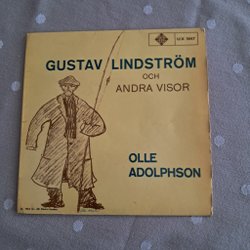 GUSTAV LINDSTRÖM
OCH
ANDRA VISOR
OLLE
ADOLPHSON